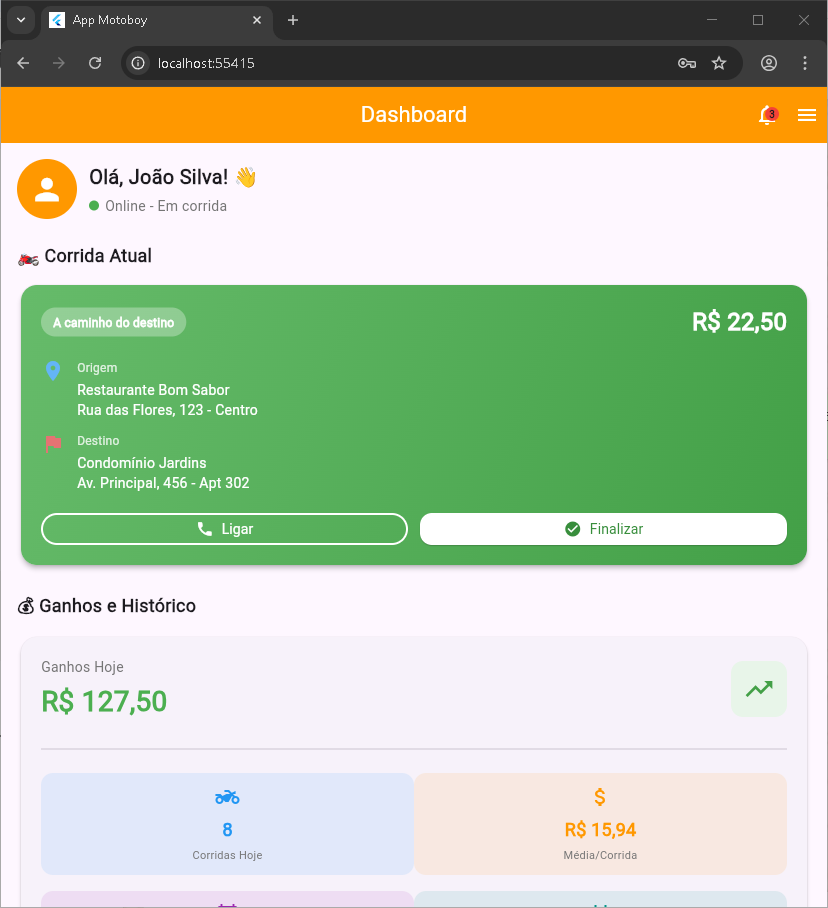 App Motoboy
localhost:55415
Dashboard
3
Olá, João Silva! 👋
Online - Em corrida
🏍️ Corrida Atual
A caminho do destino
R$ 22,50
Origem
Restaurante Bom Sabor
Rua das Flores, 123 - Centro
Destino
Condomínio Jardins
Av. Principal, 456 - Apt 302
Ligar
Finalizar
💰 Ganhos e Histórico
Ganhos Hoje
R$ 127,50
8
Corridas Hoje
R$ 15,94
Média/Corrida